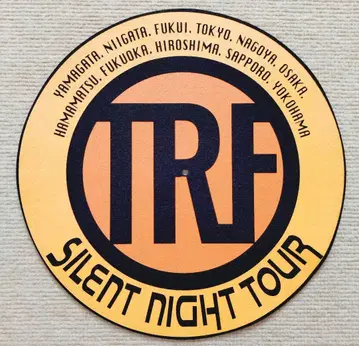 YAMAGATA. NIIGATA. FUKUI. TOKYO. NAGOYA. OSAKA.
HAMAMATSU. FUKUOKA. HIROSHIMA. SAPPORO. YOKOHAMA
TRF
SILENT NIGHT TOUR